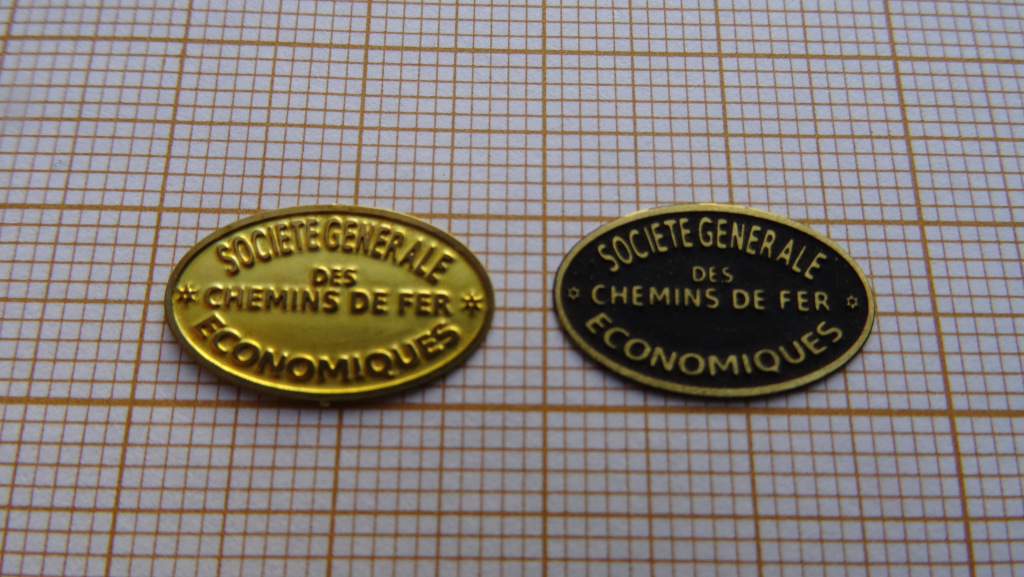 SOCIETE GENERALE
DES
CHEMINS DE FER
ECONOMIQUES
SOCIETE GENERALE
DES
CHEMINS DE FER
ECONOMIQUES